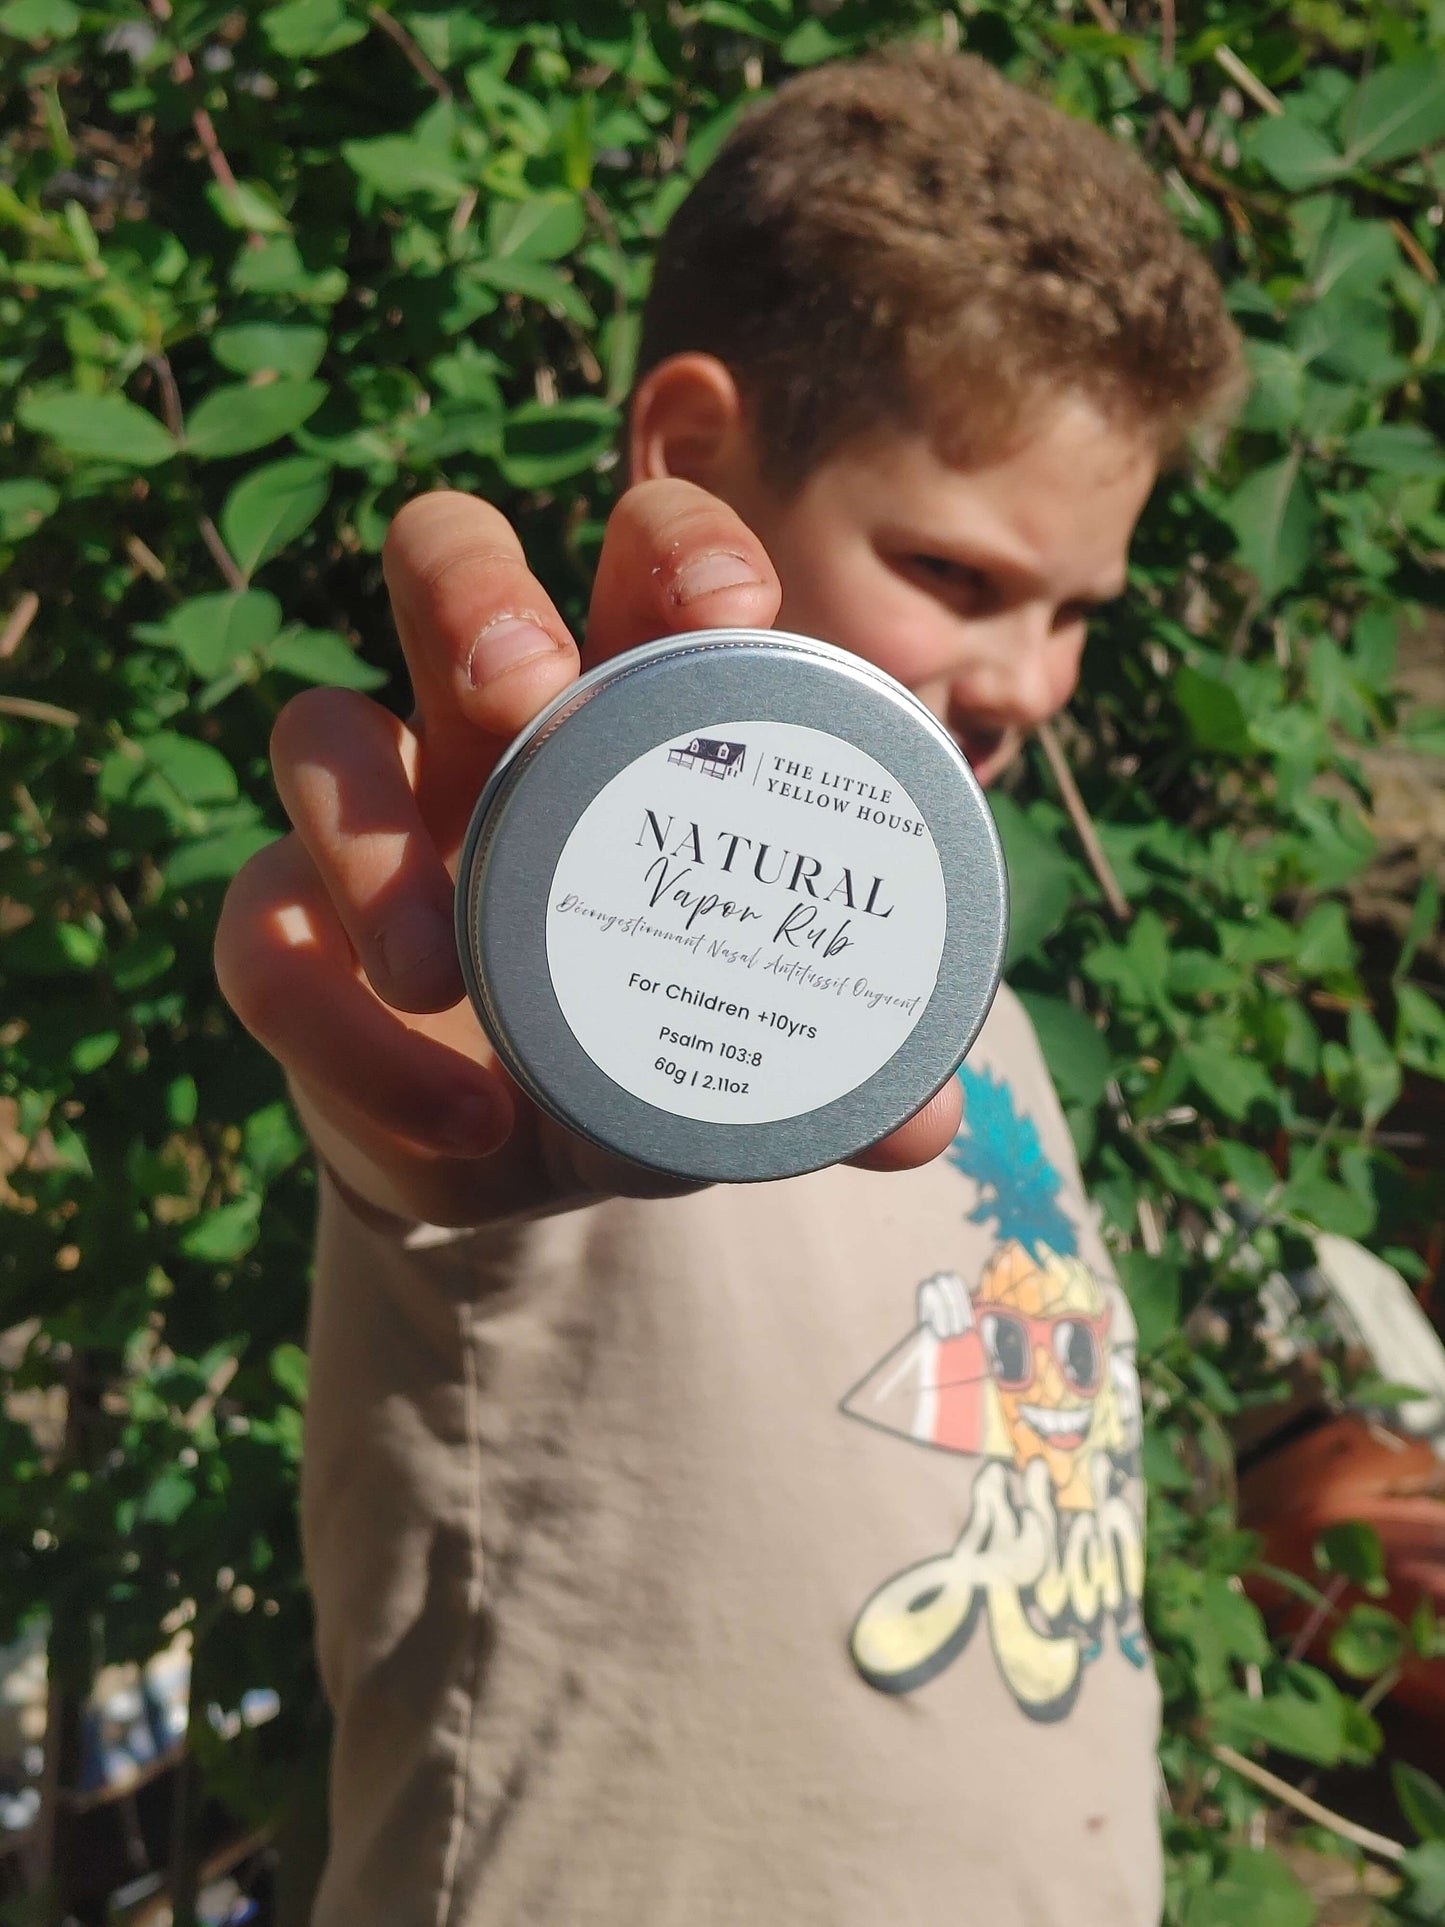 THE LITTLE
YELLOW HOUSE
NATURAL
Vapor Rub
Décongestionnant Nasal Antitussif Onguent
For Children +10yrs
Psalm 103:8
60g | 2.11oz